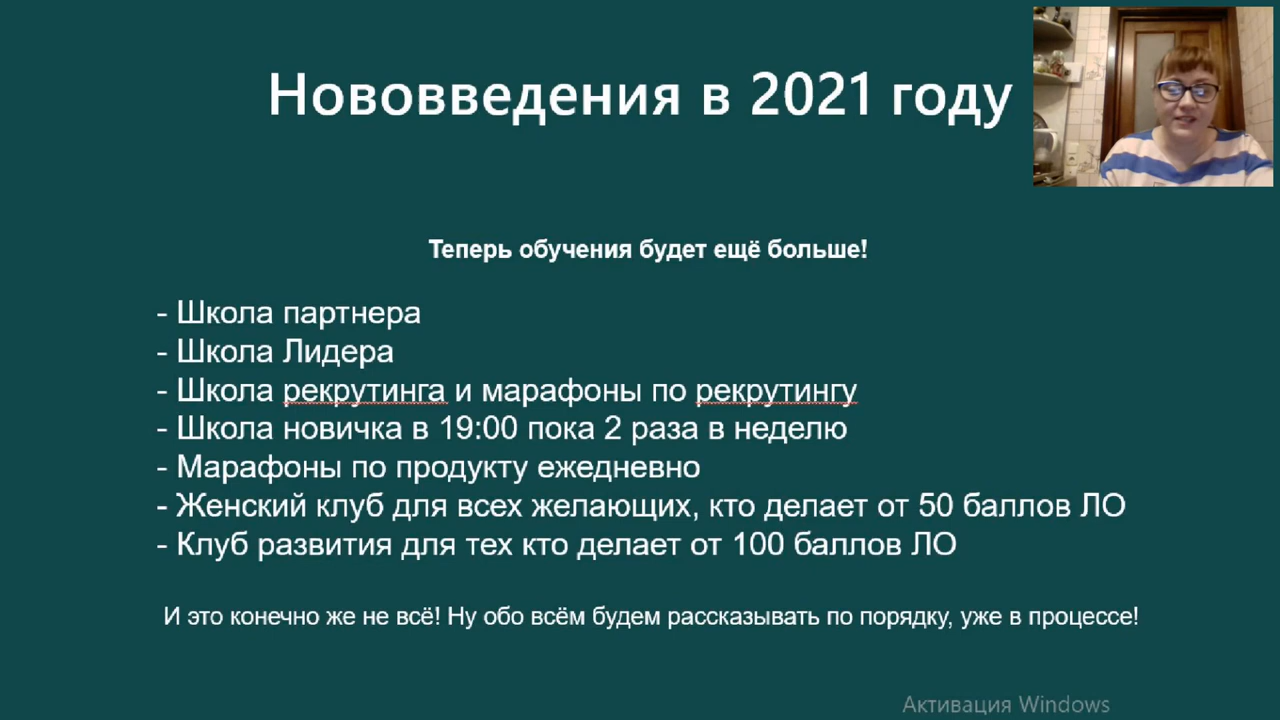 Нововведения в 2021 году
Теперь обучения будет ещё больше!
- Школа партнера
- Школа Лидера
- Школа рекрутинга и марафоны по рекрутингу
- Школа новичка в 19:00 пока 2 раза в неделю
- Марафоны по продукту ежедневно
- Женский клуб для всех желающих, кто делает от 50 баллов ЛО
- Клуб развития для тех кто делает от 100 баллов ЛО
И это конечно же не всё! Ну обо всём будем рассказывать по порядку, уже в процессе!
Активация Windows